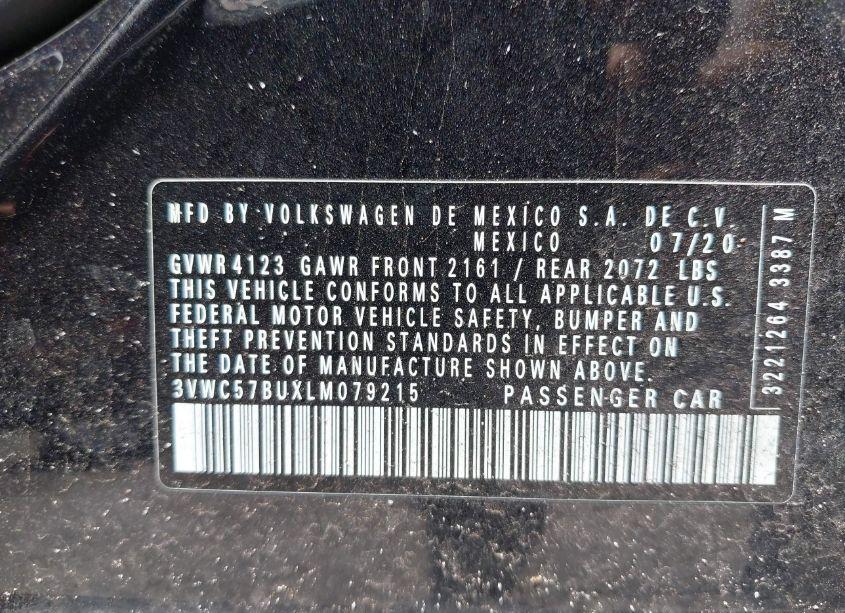 MFD BY VOLKSWAGEN DE MEXICO S.A. DE C.V.
MEXICO 07/20
GVWR 4123 GAWR FRONT 2161 / REAR 2072 LBS
THIS VEHICLE CONFORMS TO ALL APPLICABLE U.S.
FEDERAL MOTOR VEHICLE SAFETY, BUMPER AND
THEFT PREVENTION STANDARDS IN EFFECT ON
THE DATE OF MANUFACTURE SHOWN ABOVE.
3VWC57BUXLM079215 PASSENGER CAR
3221264 3387 M